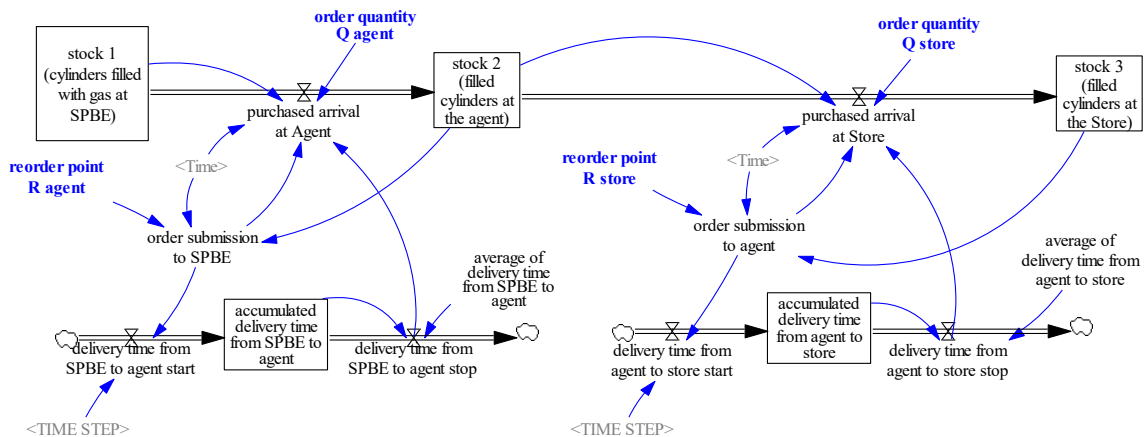 stock 1
(cylinders filled
with gas at
SPBE)
order quantity
Q agent
purchased arrival
at Agent
stock 2
(filled
cylinders at
the agent)
<Time>
reorder point
R agent
order submission
to SPBE
average of
delivery time
from SPBE to
agent
accumulated
delivery time
from SPBE to
agent
delivery time from
SPBE to agent start
delivery time from
SPBE to agent stop
<TIME STEP>
order quantity
Q store
purchased arrival
at Store
stock 3
(filled
cylinders at
the Store)
<Time>
reorder point
R store
order submission
to agent
average of
delivery time from
agent to store
accumulated
delivery time
from agent to
store
delivery time from
agent to store start
delivery time from
agent to store stop
<TIME STEP>